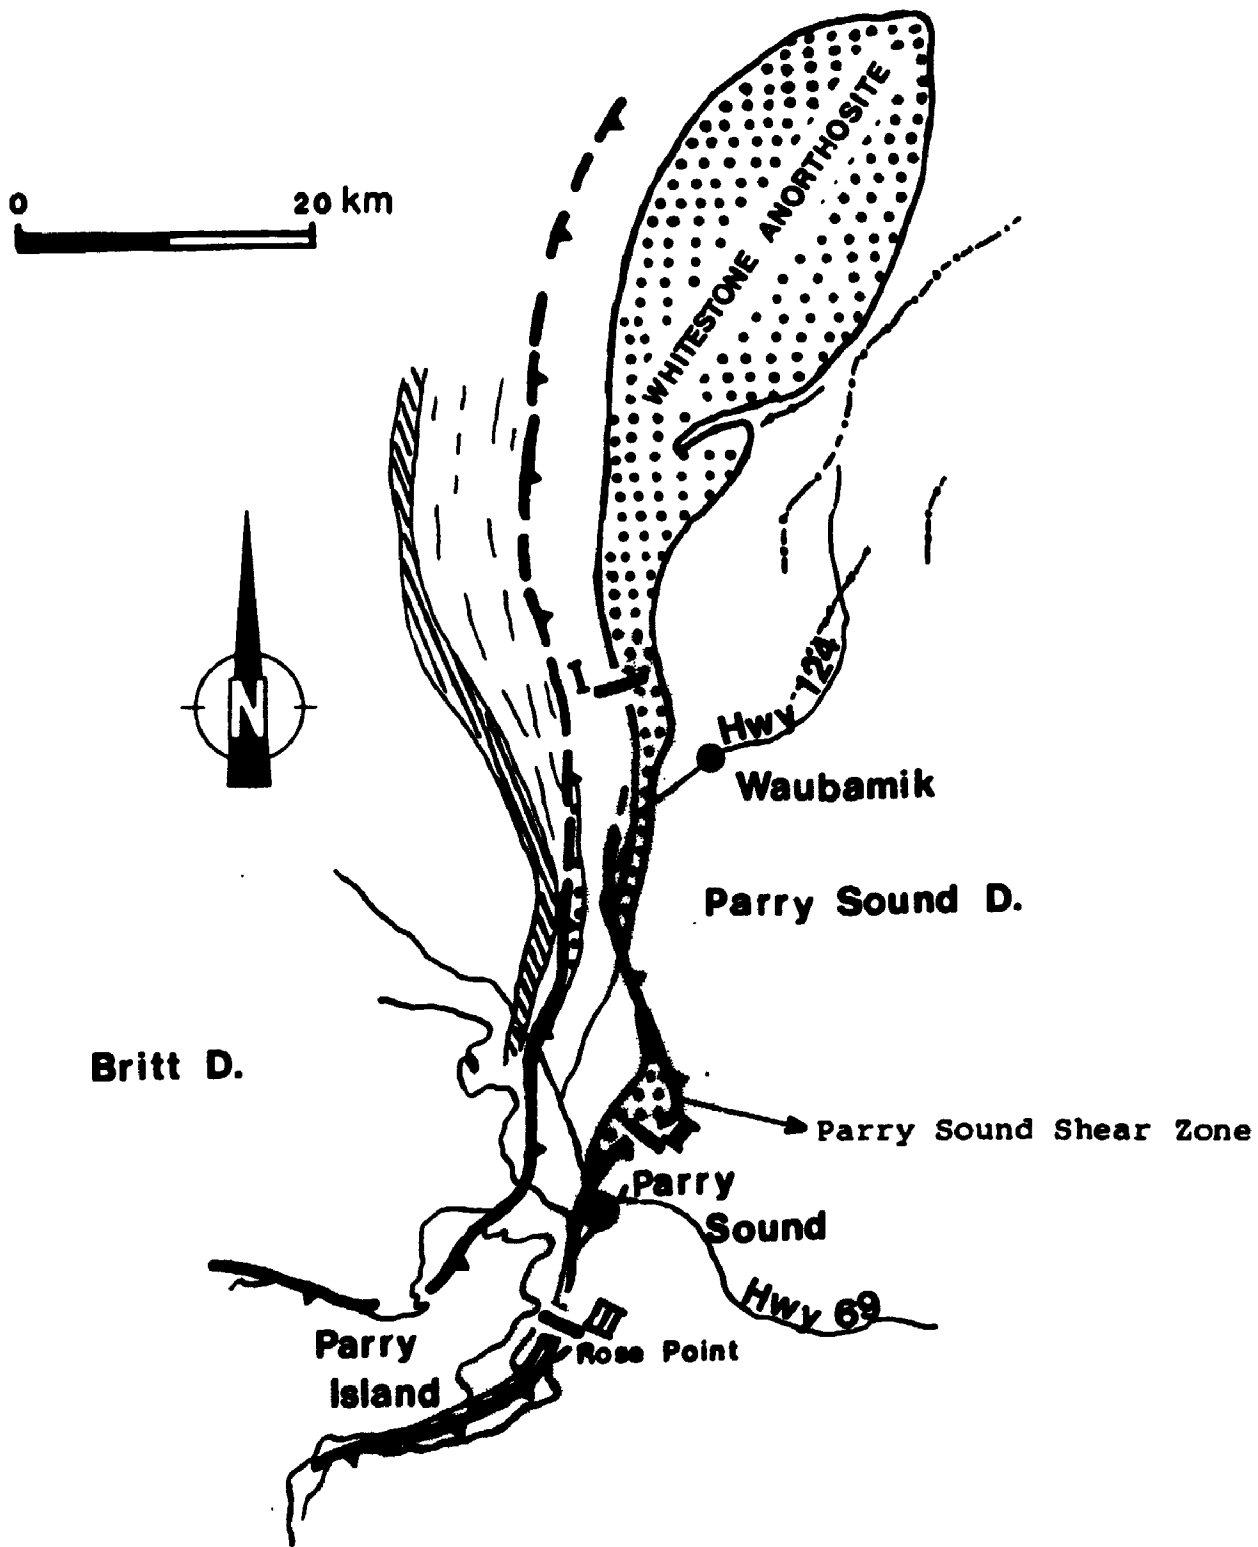 0 20 km
WHITESTONE ANORTHOSITE
N
I
Hwy 124
Waubamik
Parry Sound D.
Britt D.
Parry Sound Shear Zone
II
Parry
Sound
Hwy 69
III
Rose Point
Parry
Island